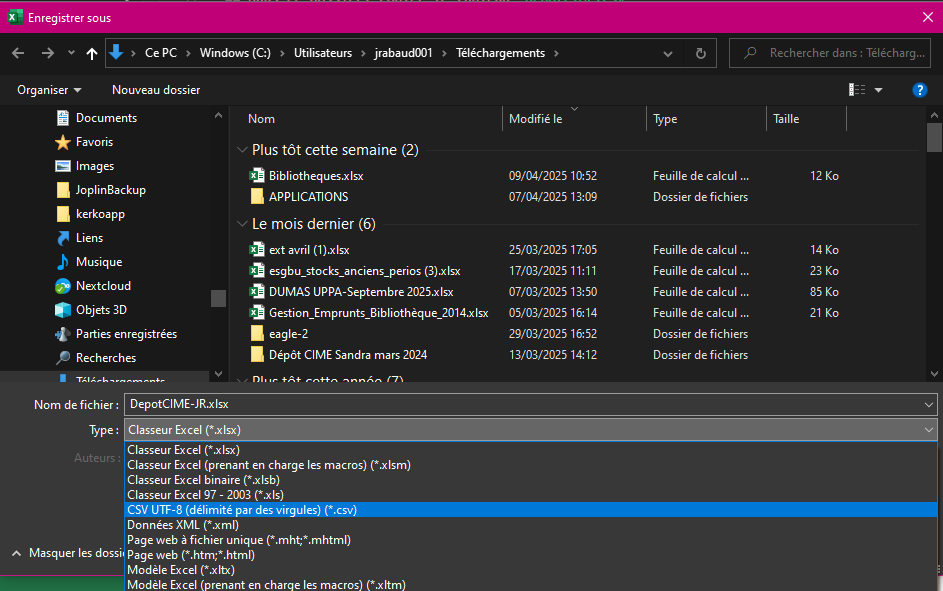 Enregistrer sous
Ce PC > Windows (C:) > Utilisateurs > jrabaud001 > Téléchargements >
Rechercher dans : Télécharg...
Organiser
Nouveau dossier
?
Documents
Favoris
Images
JoplinBackup
kerkoapp
Liens
Musique
Nextcloud
Objets 3D
Parties enregistrées
Recherches
Téléchargements
Nom Modifié le Type Taille
Plus tôt cette semaine (2)
Bibliotheques.xlsx 09/04/2025 10:52 Feuille de calcul ... 12 Ko
APPLICATIONS 07/04/2025 13:09 Dossier de fichiers
Le mois dernier (6)
ext avril (1).xlsx 25/03/2025 17:05 Feuille de calcul ... 14 Ko
esgbu_stocks_anciens_perios (3).xlsx 17/03/2025 11:11 Feuille de calcul ... 23 Ko
DUMAS UPPA-Septembre 2025.xlsx 07/03/2025 13:50 Feuille de calcul ... 85 Ko
Gestion_Emprunts_Bibliothèque_2014.xlsx 05/03/2025 16:14 Feuille de calcul ... 21 Ko
eagle-2 29/03/2025 16:52 Dossier de fichiers
Dépôt CIME Sandra mars 2024 13/03/2025 14:12 Dossier de fichiers
Plus tôt cette année (7)
Nom de fichier : DepotCIME-JR.xlsx
Type : Classeur Excel (*.xlsx)
Auteurs :
Classeur Excel (*.xlsx)
Classeur Excel (prenant en charge les macros) (*.xlsm)
Classeur Excel binaire (*.xlsb)
Classeur Excel 97 - 2003 (*.xls)
CSV UTF-8 (délimité par des virgules) (*.csv)
Données XML (*.xml)
Page web à fichier unique (*.mht;*.mhtml)
Page web (*.htm;*.html)
Modèle Excel (*.xltx)
Modèle Excel (prenant en charge les macros) (*.xltm)
Masquer les dossie